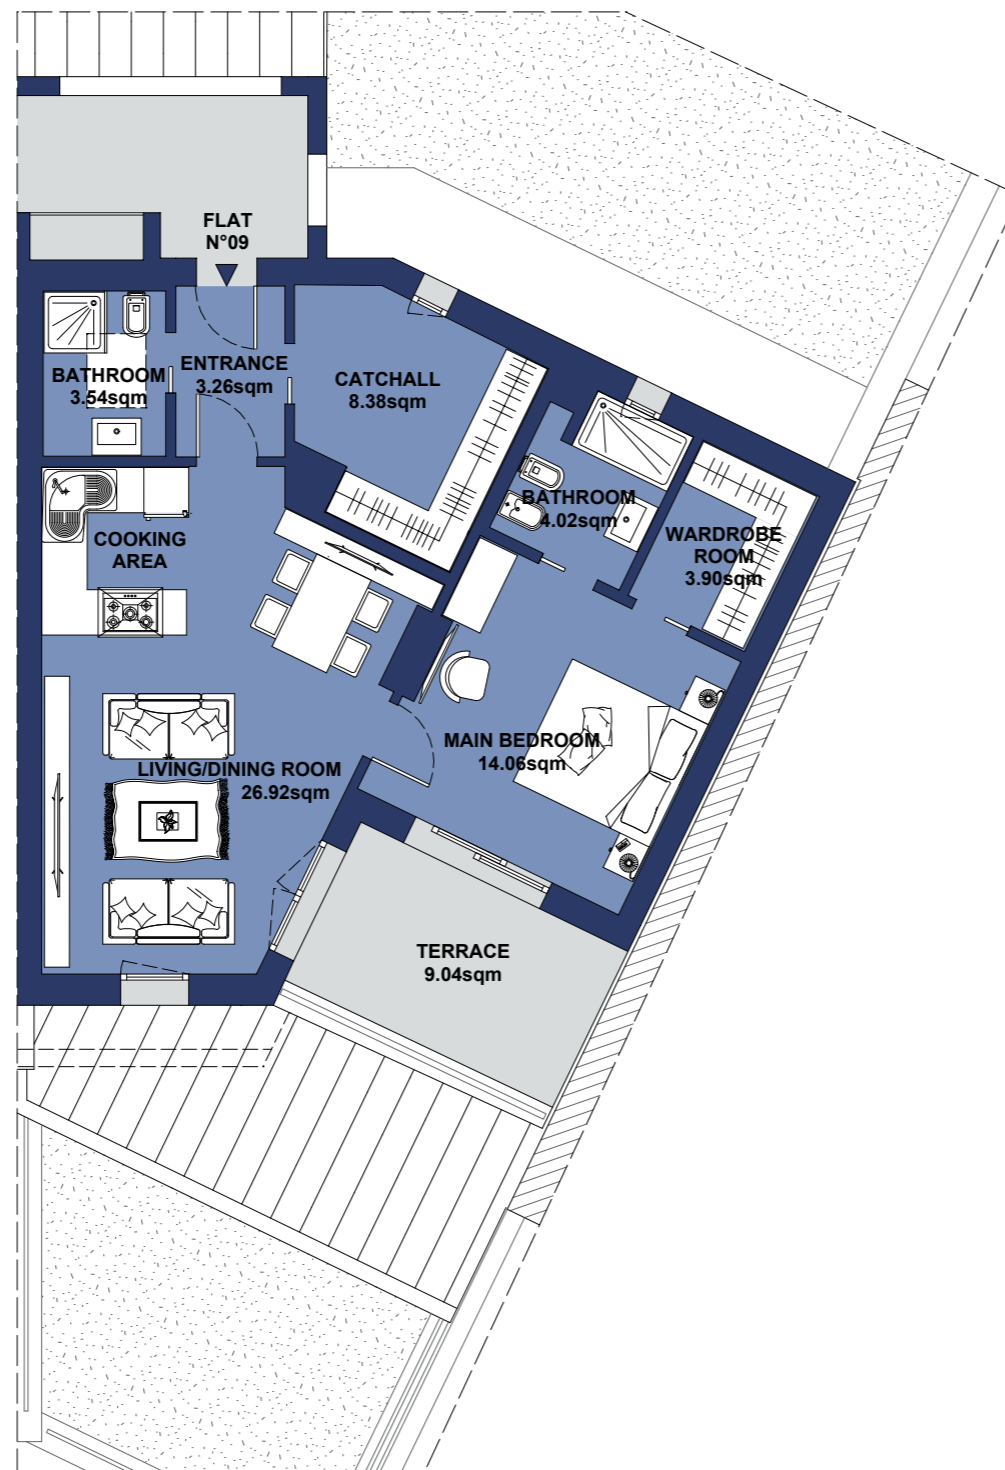 FLAT
N°09
BATHROOM
3.54sqm
ENTRANCE
3.26sqm
CATCHALL
8.38sqm
BATHROOM
4.02sqm
WARDROBE
ROOM
3.90sqm
COOKING
AREA
MAIN BEDROOM
14.06sqm
LIVING/DINING ROOM
26.92sqm
TERRACE
9.04sqm